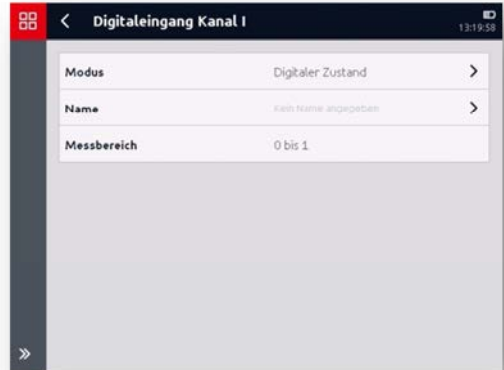 Digitaleingang Kanal I
13:19:58
Modus Digitaler Zustand
Name Kein Name angegeben
Messbereich 0 bis 1